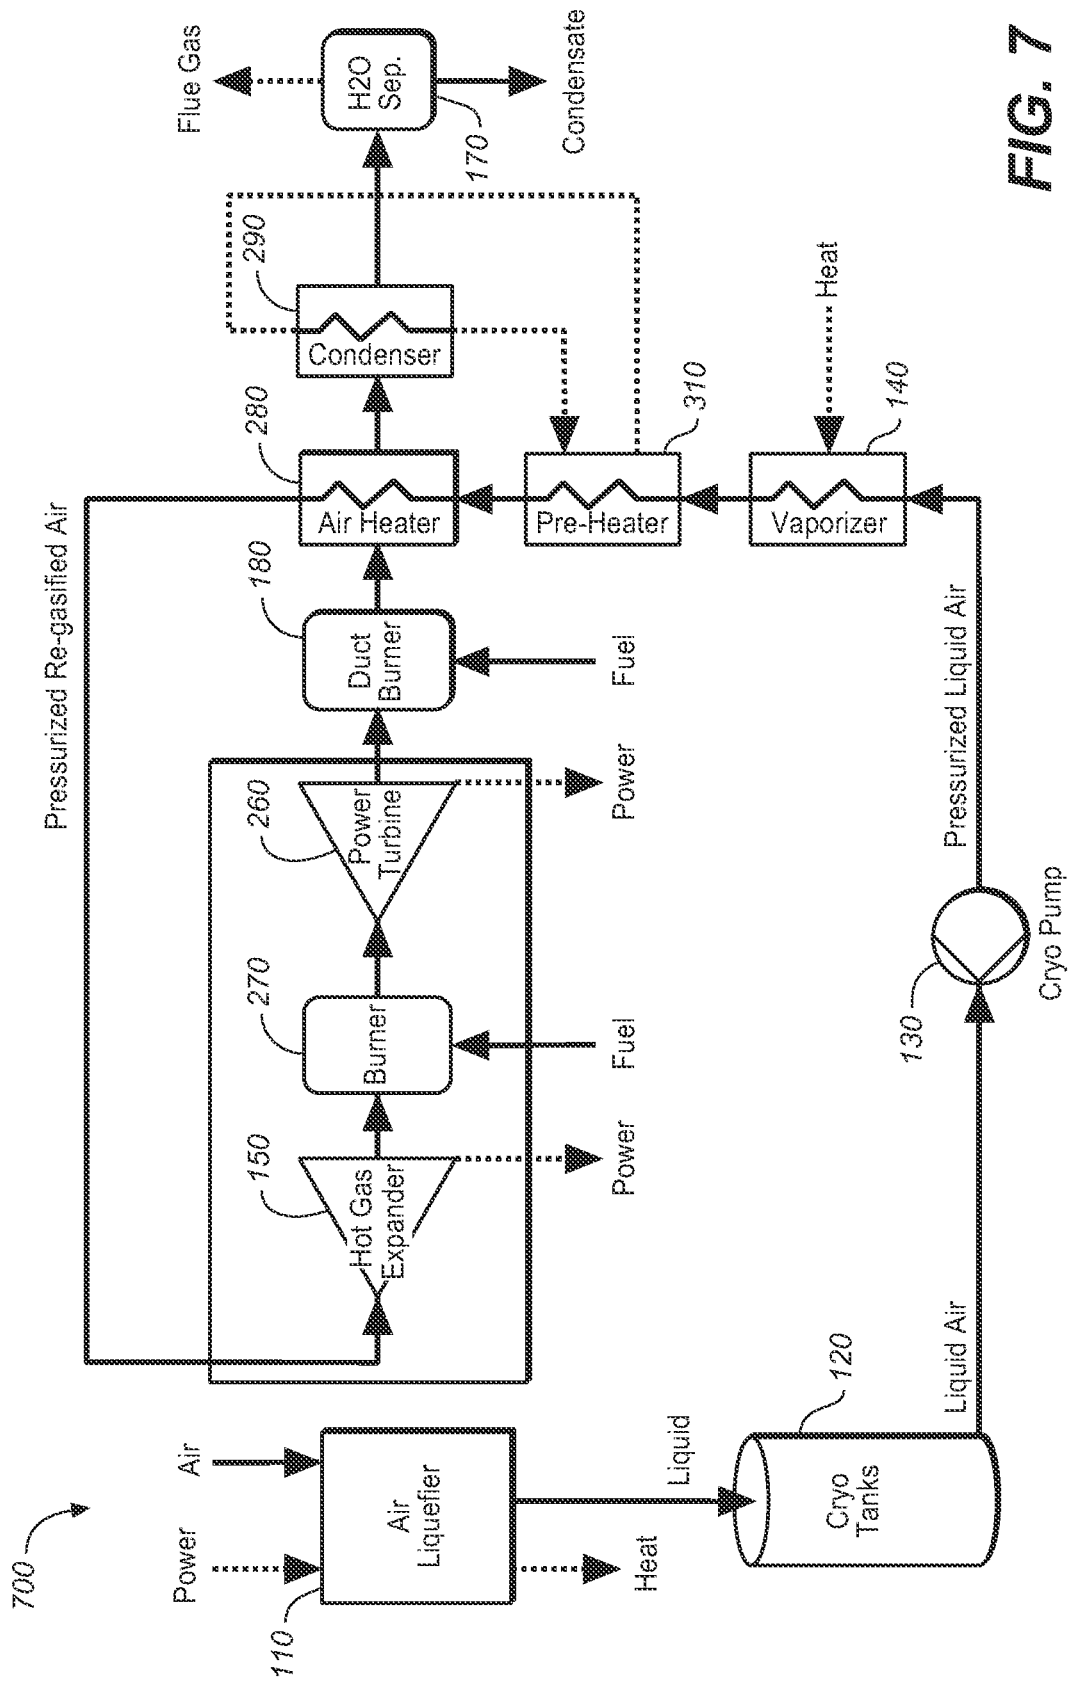 700
Power
Air
110
Air
Liquefier
Heat
Liquid
Cryo
Tanks
120
Liquid Air
130
Cryo Pump
Pressurized Liquid Air
Pressurized Re-gasified Air
150
Hot Gas
Expander
Power
270
Burner
Fuel
260
Power
Turbine
Power
180
Duct
Burner
Fuel
280
Air Heater
310
Pre-Heater
140
Vaporizer
Heat
290
Condenser
Flue Gas
H2O
Sep.
170
Condensate
FIG. 7